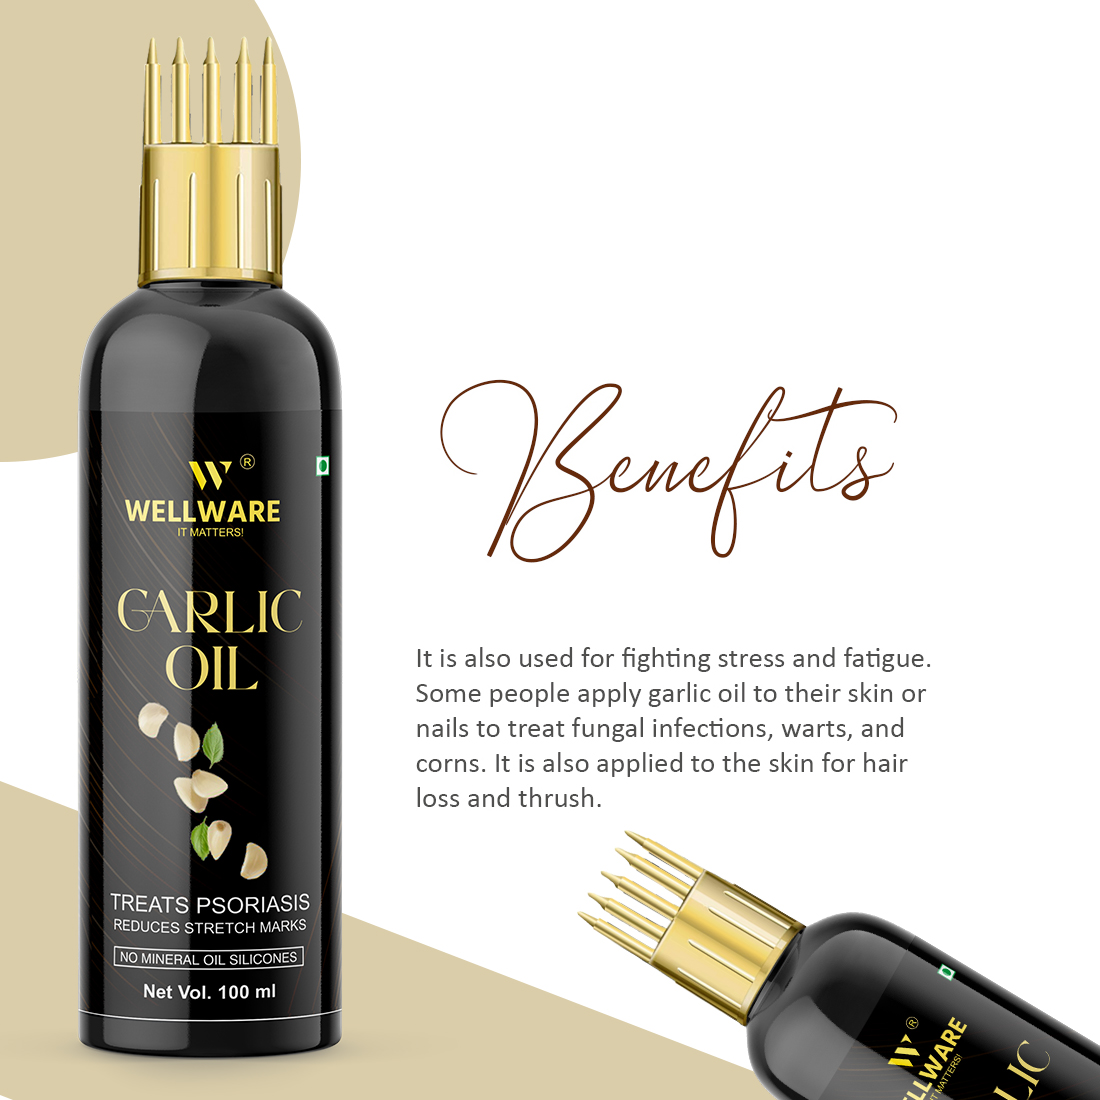 W ®
WELLWARE
IT MATTERS!
GARLIC
OIL
TREATS PSORIASIS
REDUCES STRETCH MARKS
NO MINERAL OIL SILICONES
Net Vol. 100 ml
Benefits
It is also used for fighting stress and fatigue.
Some people apply garlic oil to their skin or
nails to treat fungal infections, warts, and
corns. It is also applied to the skin for hair
loss and thrush.
W ®
ELLWARE
IT MATTERS!
LIC